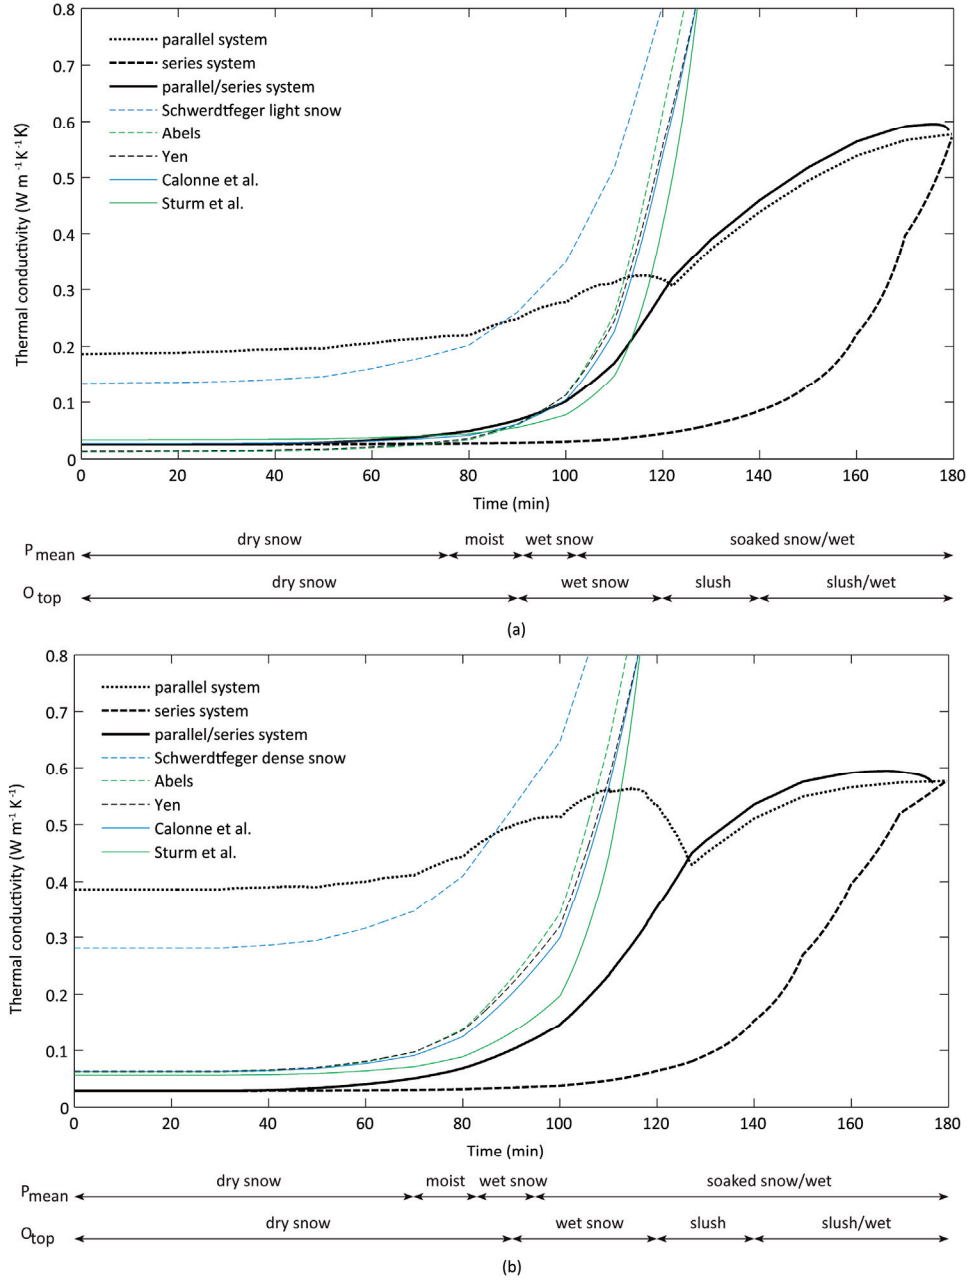 0.8
parallel system
series system
0.7
parallel/series system
Schwerdtfeger light snow
0.6
Abels
Yen
Calonne et al.
0.5
Sturm et al.
0.4
0.3
0.2
0.1
0
Thermal conductivity (W m⁻¹K⁻¹K)
0 20 40 60 80 100 120 140 160 180
Time (min)
P mean dry snow moist wet snow soaked snow/wet
O top dry snow wet snow slush slush/wet
(a)
0.8
parallel system
series system
0.7
parallel/series system
Schwerdtfeger dense snow
0.6
Abels
Yen
Calonne et al.
0.5
Sturm et al.
0.4
0.3
0.2
0.1
0
Thermal conductivity (W m⁻¹ K⁻¹)
0 20 40 60 80 100 120 140 160 180
Time (min)
P mean dry snow moist wet snow soaked snow/wet
O top dry snow wet snow slush slush/wet
(b)